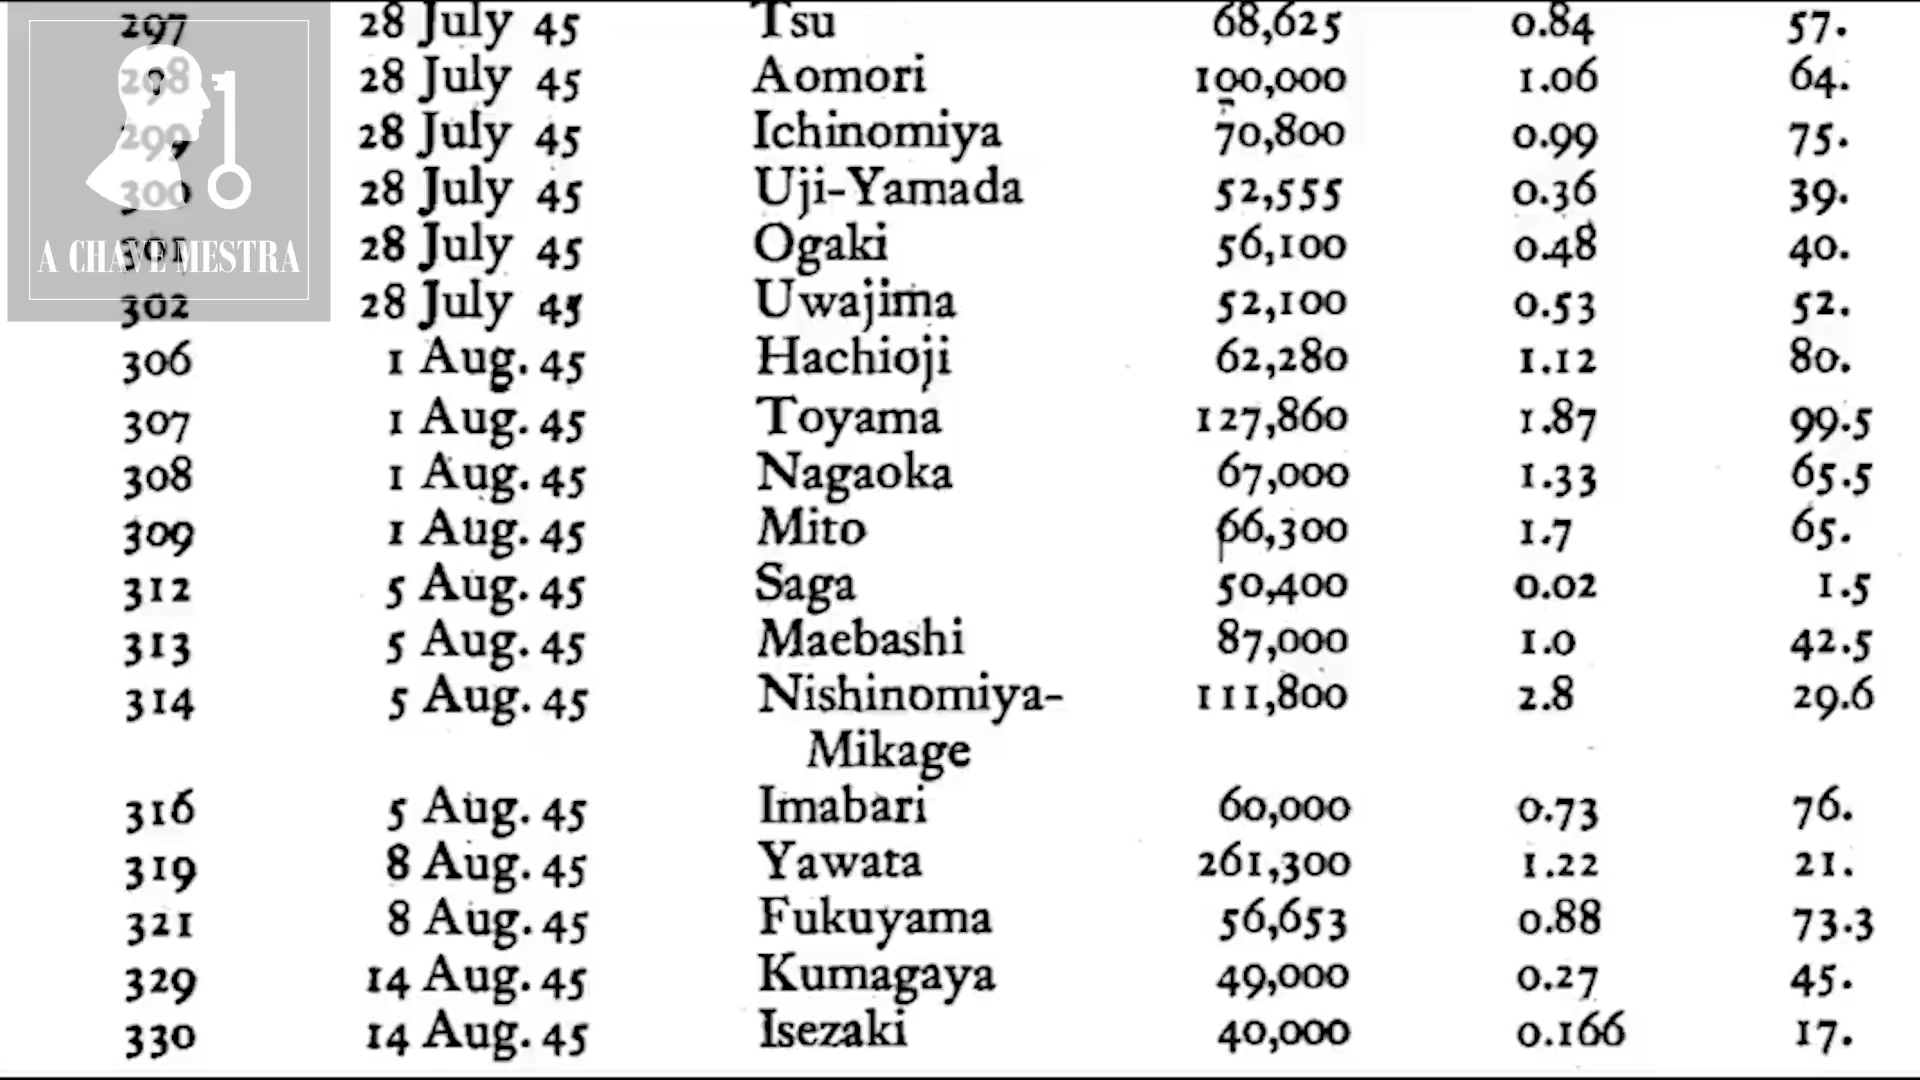 297 28 July 45 Tsu 68,625 0.84 57.
298 28 July 45 Aomori 100,000 1.06 64.
299 28 July 45 Ichinomiya 70,800 0.99 75.
300 28 July 45 Uji-Yamada 52,555 0.36 39.
301 28 July 45 Ogaki 56,100 0.48 40.
A CHAVE MESTRA
302 28 July 45 Uwajima 52,100 0.53 52.
306 1 Aug. 45 Hachioji 62,280 1.12 80.
307 1 Aug. 45 Toyama 127,860 1.87 99.5
308 1 Aug. 45 Nagaoka 67,000 1.33 65.5
309 1 Aug. 45 Mito 66,300 1.7 65.
312 5 Aug. 45 Saga 50,400 0.02 1.5
313 5 Aug. 45 Maebashi 87,000 1.0 42.5
314 5 Aug. 45 Nishinomiya- 111,800 2.8 29.6
Mikage
316 5 Aug. 45 Imabari 60,000 0.73 76.
319 8 Aug. 45 Yawata 261,300 1.22 21.
321 8 Aug. 45 Fukuyama 56,653 0.88 73.3
329 14 Aug. 45 Kumagaya 49,000 0.27 45.
330 14 Aug. 45 Isezaki 40,000 0.166 17.